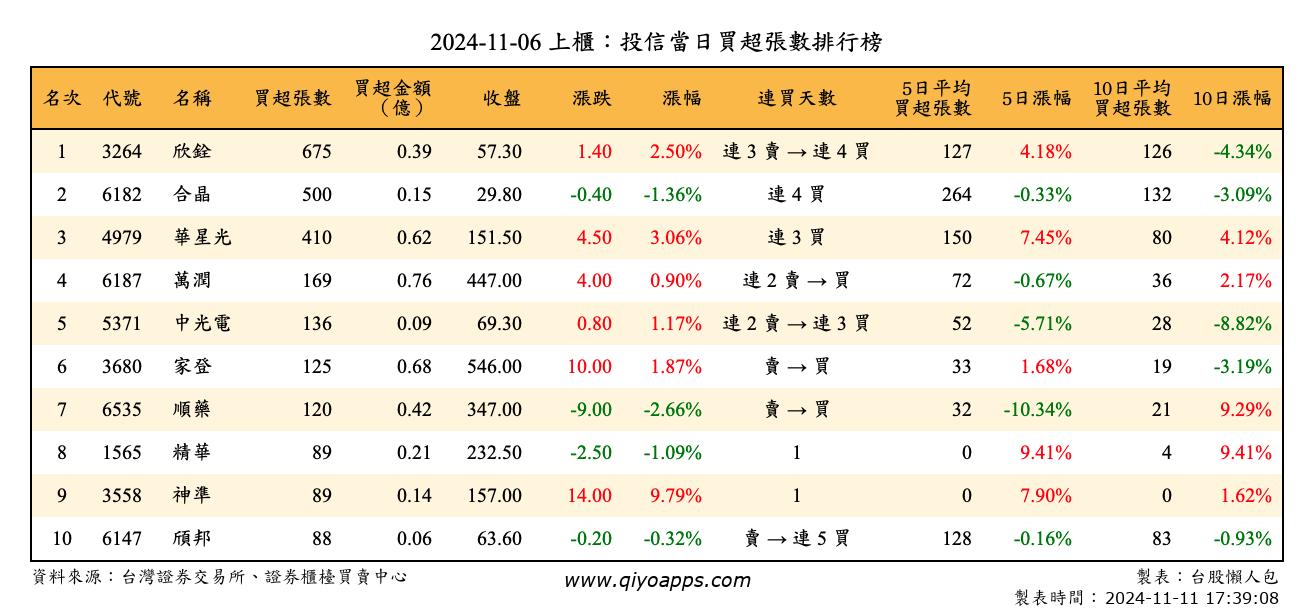 2024-11-06 上櫃：投信當日買超張數排行榜
名次 代號 名稱 買超張數 買超金額（億） 收盤 漲跌 漲幅 連買天數 5日平均買超張數 5日漲幅 10日平均買超張數 10日漲幅
1 3264 欣銓 675 0.39 57.30 1.40 2.50% 連 3 賣 → 連 4 買 127 4.18% 126 -4.34%
2 6182 合晶 500 0.15 29.80 -0.40 -1.36% 連 4 買 264 -0.33% 132 -3.09%
3 4979 華星光 410 0.62 151.50 4.50 3.06% 連 3 買 150 7.45% 80 4.12%
4 6187 萬潤 169 0.76 447.00 4.00 0.90% 連 2 賣 → 買 72 -0.67% 36 2.17%
5 5371 中光電 136 0.09 69.30 0.80 1.17% 連 2 賣 → 連 3 買 52 -5.71% 28 -8.82%
6 3680 家登 125 0.68 546.00 10.00 1.87% 賣 → 買 33 1.68% 19 -3.19%
7 6535 順藥 120 0.42 347.00 -9.00 -2.66% 賣 → 買 32 -10.34% 21 9.29%
8 1565 精華 89 0.21 232.50 -2.50 -1.09% 1 0 9.41% 4 9.41%
9 3558 神準 89 0.14 157.00 14.00 9.79% 1 0 7.90% 0 1.62%
10 6147 頎邦 88 0.06 63.60 -0.20 -0.32% 賣 → 連 5 買 128 -0.16% 83 -0.93%
資料來源：台灣證券交易所、證券櫃檯買賣中心
www.qiyoapps.com
製表：台股懶人包
製表時間：2024-11-11 17:39:08